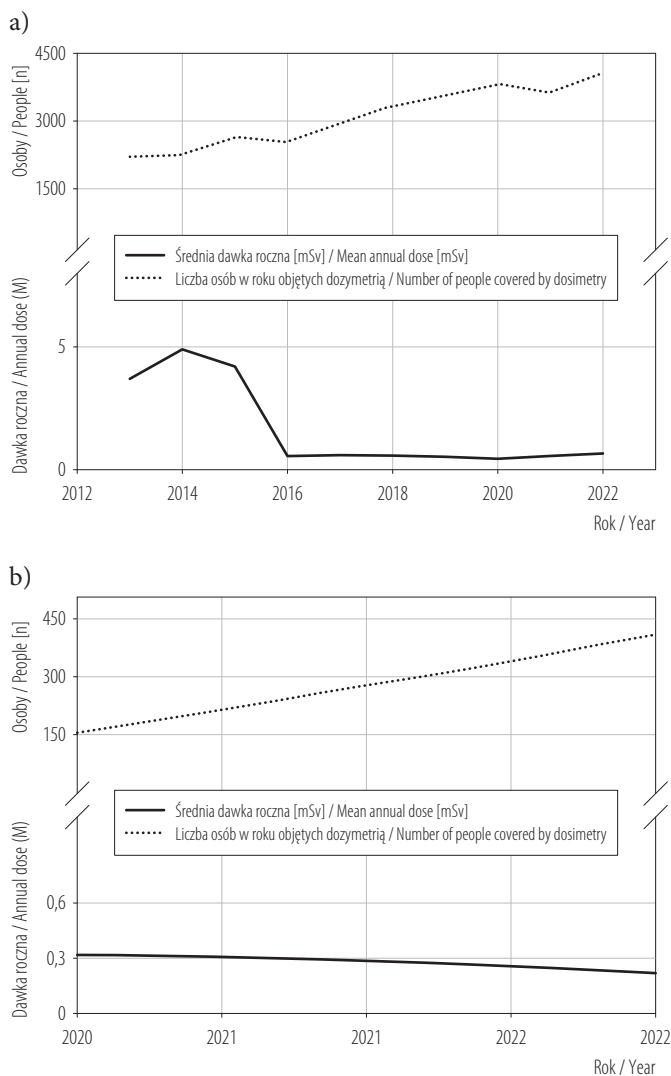 a)
Osoby / People [n]
4500
3000
1500
Średnia dawka roczna [mSv] / Mean annual dose [mSv]
Liczba osób w roku objętych dozymetrią / Number of people covered by dosimetry
Dawka roczna / Annual dose (M)
5
0
2012 2014 2016 2018 2020 2022
Rok / Year
b)
Osoby / People [n]
450
300
150
Średnia dawka roczna [mSv] / Mean annual dose [mSv]
Liczba osób w roku objętych dozymetrią / Number of people covered by dosimetry
Dawka roczna / Annual dose (M)
0,6
0,3
0
2020 2021 2021 2022 2022
Rok / Year